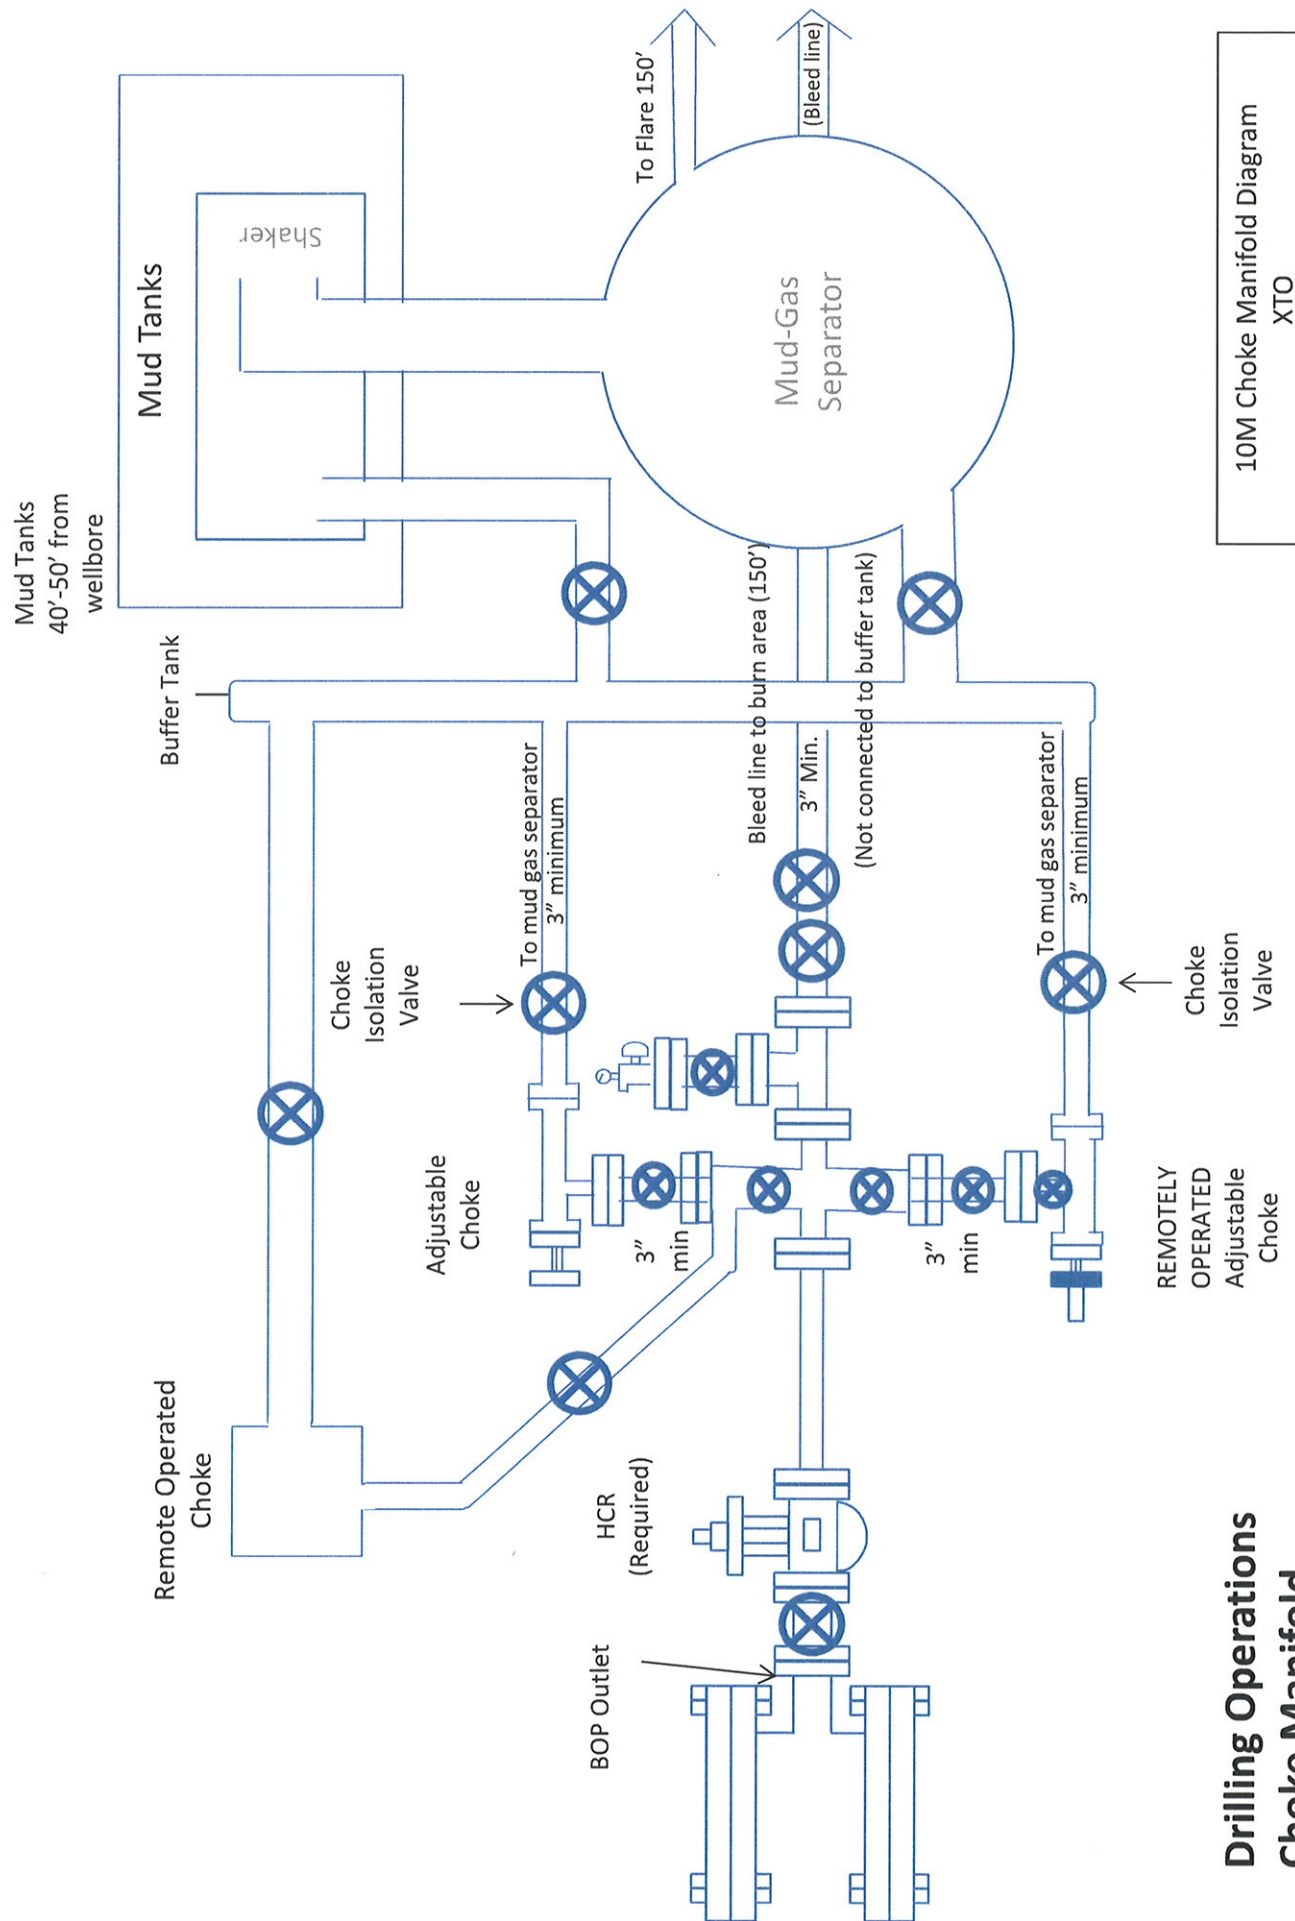 Mud Tanks
40'-50' from
wellbore
Mud Tanks
Shaker
Buffer Tank
To Flare 150'
(Bleed line)
Mud-Gas
Separator
Remote Operated
Choke
Adjustable
Choke
Choke
Isolation
Valve
To mud gas separator
3" minimum
Bleed line to burn area (150')
3" Min.
(Not connected to buffer tank)
HCR
(Required)
BOP Outlet
3"
min
3"
min
REMOTELY
OPERATED
Adjustable
Choke
Choke
Isolation
Valve
To mud gas separator
3" minimum
Drilling Operations
Choke Manifold
10M Choke Manifold Diagram
XTO